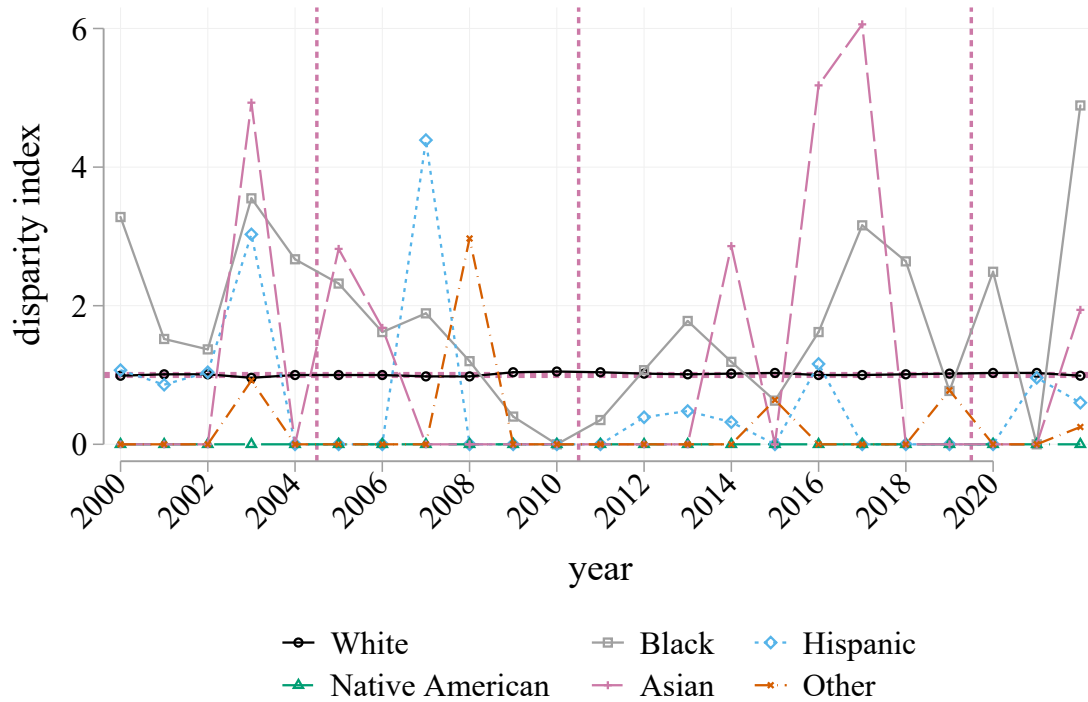 6
4
2
0
disparity index
2000 2002 2004 2006 2008 2010 2012 2014 2016 2018 2020
year
White Black Hispanic
Native American Asian Other